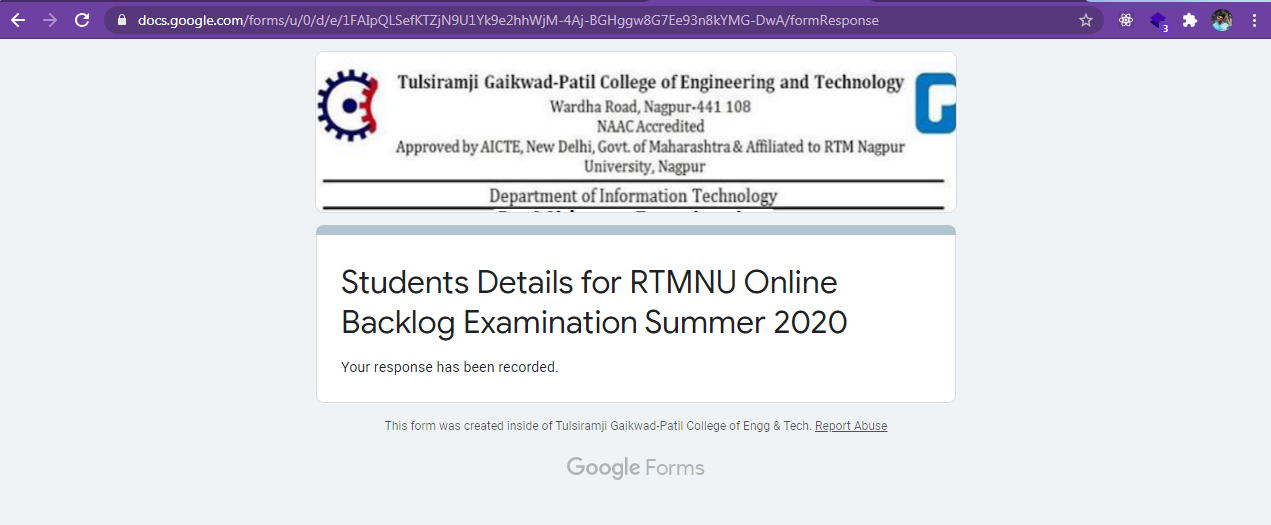 docs.google.com/forms/u/0/d/e/1FAIpQLSefKTZjN9U1Yk9e2hhWjM-4Aj-BGHggw8G7Ee93n8kYMG-DwA/formResponse
3
Tulsiramji Gaikwad-Patil College of Engineering and Technology
Wardha Road, Nagpur-441 108
NAAC Accredited
Approved by AICTE, New Delhi, Govt. of Maharashtra & Affiliated to RTM Nagpur
University, Nagpur
Department of Information Technology
Students Details for RTMNU Online
Backlog Examination Summer 2020
Your response has been recorded.
This form was created inside of Tulsiramji Gaikwad-Patil College of Engg & Tech. Report Abuse
Google Forms